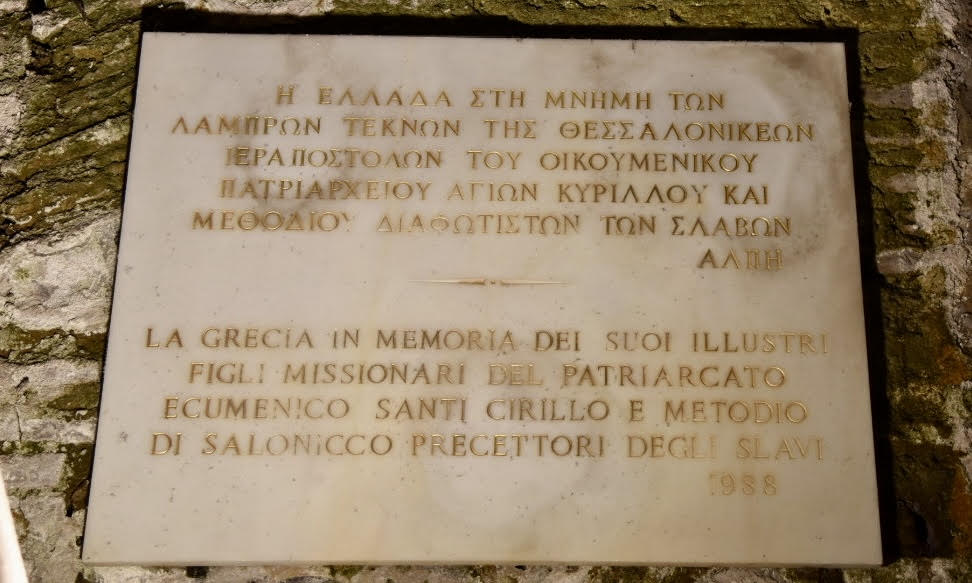 Η ΕΛΛΑΔΑ ΣΤΗ ΜΝΗΜΗ ΤΩΝ
ΛΑΜΠΡΩΝ ΤΕΚΝΩΝ ΤΗΣ ΘΕΣΣΑΛΟΝΙΚΕΩΝ
ΙΕΡΑΠΟΣΤΟΛΩΝ ΤΟΥ ΟΙΚΟΥΜΕΝΙΚΟΥ
ΠΑΤΡΙΑΡΧΕΙΟΥ ΑΓΙΩΝ ΚΥΡΙΛΛΟΥ ΚΑΙ
ΜΕΘΟΔΙΟΥ ΔΙΑΦΩΤΙΣΤΩΝ ΤΩΝ ΣΛΑΒΩΝ
ΑΛΠΗ
LA GRECIA IN MEMORIA DEI SUOI ILLUSTRI
FIGLI MISSIONARI DEL PATRIARCATO
ECUMENICO SANTI CIRILLO E METODIO
DI SALONICCO PRECETTORI DEGLI SLAVI
1988